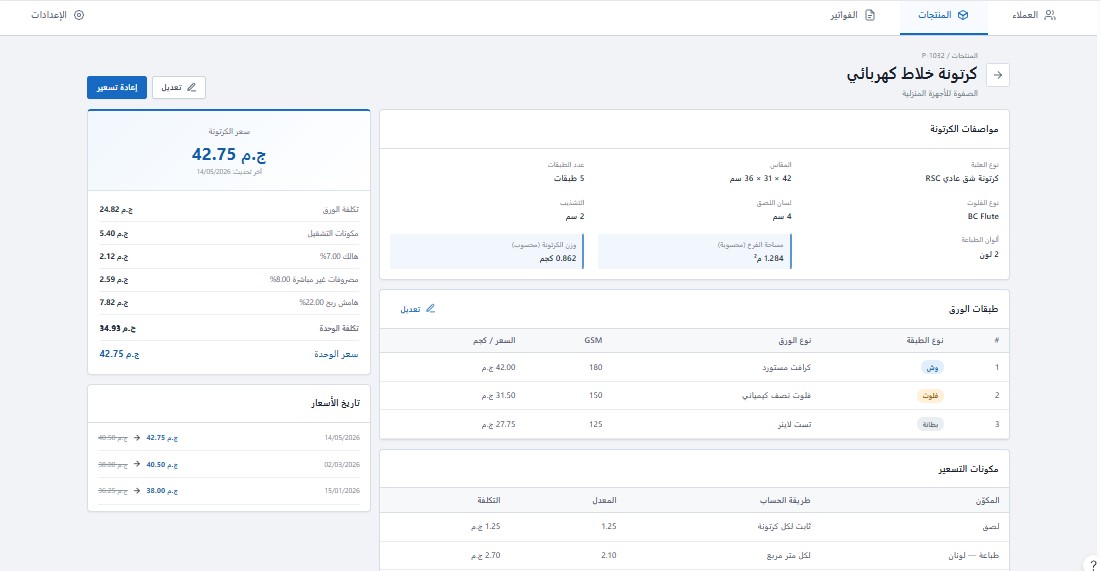 العملاء
المنتجات
الفواتير
الإعدادات
المنتجات / P-1032
كرتونة خلاط كهربائي
الصفوة للأجهزة المنزلية
تعديل
إعادة تسعير
مواصفات الكرتونة
نوع العلبة
المقاس
عدد الطبقات
كرتونة شق عادي RSC
42 × 31 × 36 سم
5 طبقات
نوع الفلوت
لسان اللصق
التشذيب
BC Flute
4 سم
2 سم
ألوان الطباعة
مساحة الفرخ (محسوبة)
وزن الكرتونة (محسوب)
2 لون
1.284 م²
0.862 كجم
طبقات الورق
تعديل
# نوع الطبقة نوع الورق GSM السعر / كجم
1 وش كرافت مستورد 180 42.00 ج.م
2 فلوت فلوت نصف كيميائي 150 31.50 ج.م
3 بطانة تست لاينر 125 27.75 ج.م
مكونات التسعير
المكوّن طريقة الحساب المعدل التكلفة
لصق ثابت لكل كرتونة 1.25 1.25 ج.م
طباعة — لونان لكل متر مربع 2.10 2.70 ج.م
سعر الكرتونة
ج.م 42.75
آخر تحديث: 14/05/2026
تكلفة الورق ج.م 24.82
مكونات التشغيل ج.م 5.40
هالك 7.00% ج.م 2.12
مصروفات غير مباشرة 8.00% ج.م 2.59
هامش ربح 22.00% ج.م 7.82
تكلفة الوحدة ج.م 34.93
سعر الوحدة ج.م 42.75
تاريخ الأسعار
14/05/2026 ج.م 42.75 → ج.م 40.50
02/03/2026 ج.م 40.50 → ج.م 38.00
15/01/2026 ج.م 38.00 → ج.م 36.25
?